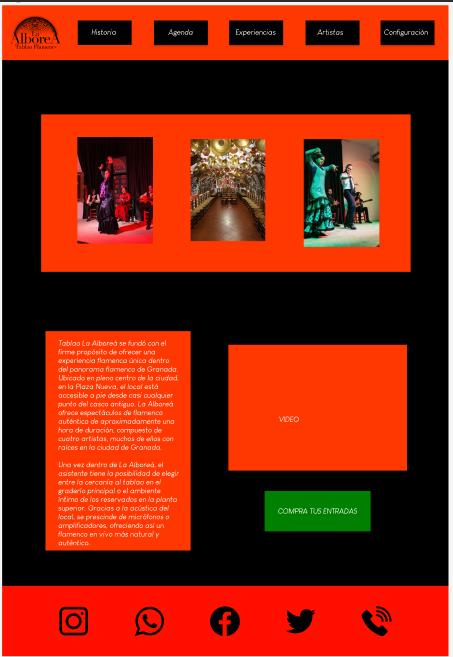 La
AlboreA
Tablao Flamenco
Historia
Agenda
Experiencias
Artistas
Configuración
Tablao La Alboreá se fundó con el
firme propósito de ofrecer una
experiencia flamenca única dentro
del panorama flamenco de Granada.
Ubicado en pleno centro de la ciudad,
en la Plaza Nueva, el local está
accesible a pie desde casi cualquier
punto del casco antiguo. La Alboreá
ofrece espectáculos de flamenco
auténtico de aproximadamente una
hora de duración, compuesto de
cuatro artistas, muchos de ellos con
raíces en la ciudad de Granada.
Una vez dentro de La Alboreá, el
asistente tiene la posibilidad de elegir
entre la cercanía al tablao en el
graderío principal o el ambiente
íntimo de los reservados en la planta
superior. Gracias a la acústica del
local, se prescinde de micrófonos o
amplificadores, ofreciendo así un
flamenco en vivo más natural y
auténtico.
VIDEO
COMPRA TUS ENTRADAS